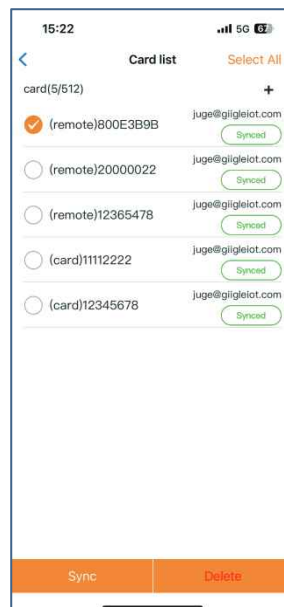 15:22 5G 67
Card list Select All
card(5/512) +
juge@giigleiot.com
(remote)800E3B9B
Synced
juge@giigleiot.com
(remote)20000022
Synced
juge@giigleiot.com
(remote)12365478
Synced
juge@giigleiot.com
(card)11112222
Synced
juge@giigleiot.com
(card)12345678
Synced
Sync Delete